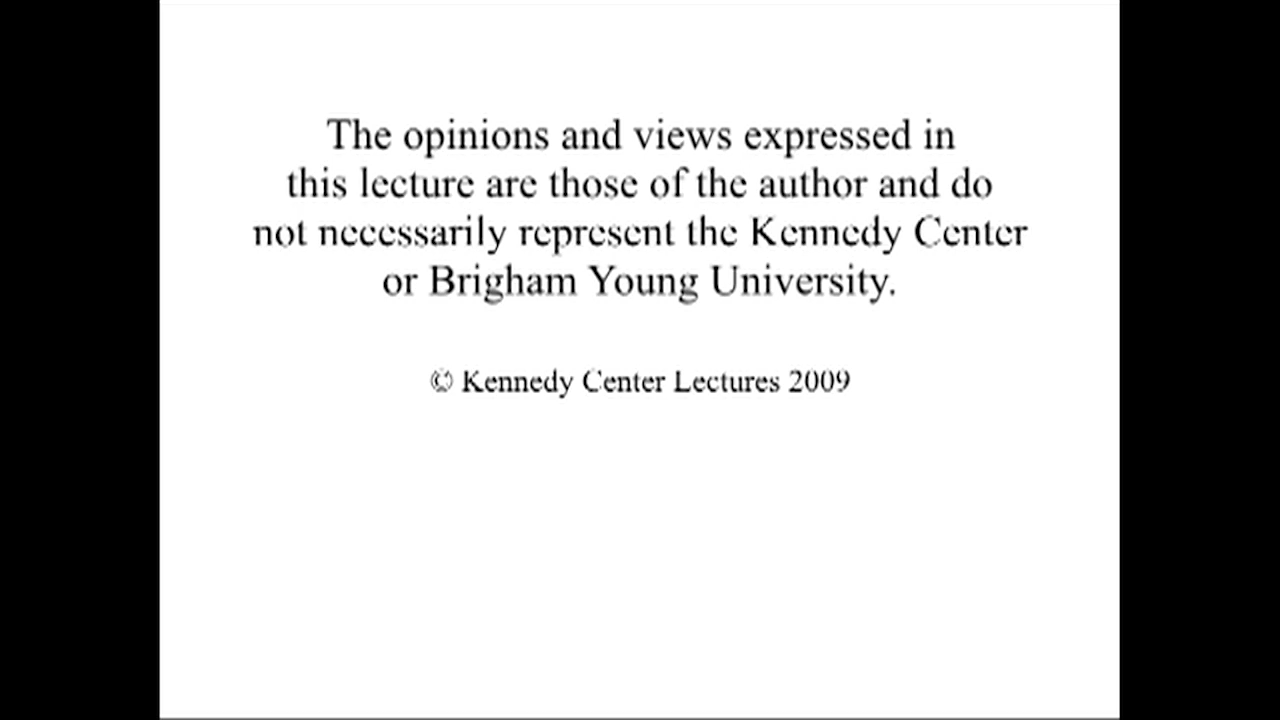 The opinions and views expressed in
this lecture are those of the author and do
not necessarily represent the Kennedy Center
or Brigham Young University.
© Kennedy Center Lectures 2009